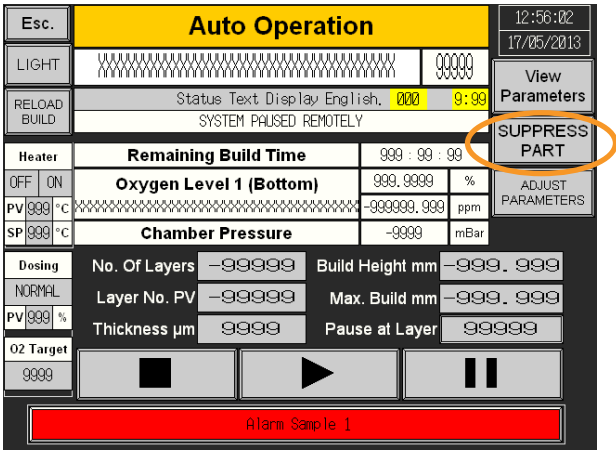 Esc.
Auto Operation
12:56:02
17/05/2013
LIGHT
XXXXXXXXXXXXXXXXXXXXXXXXXXXXXXXX
99999
View
Parameters
RELOAD
BUILD
Status Text Display English. 000 9:99
SYSTEM PAUSED REMOTELY
SUPPRESS
PART
ADJUST
PARAMETERS
Heater
OFF ON
PV 999 °C
SP 999 °C
Remaining Build Time 999 : 99 : 99
Oxygen Level 1 (Bottom) 999.9999 %
-999999.999 ppm
Chamber Pressure -9999 mBar
Dosing
NORMAL
PV 999 %
O2 Target
9999
No. Of Layers -99999 Build Height mm -999.999
Layer No. PV -99999 Max. Build mm -999.999
Thickness µm 9999 Pause at Layer 99999
Alarm Sample 1